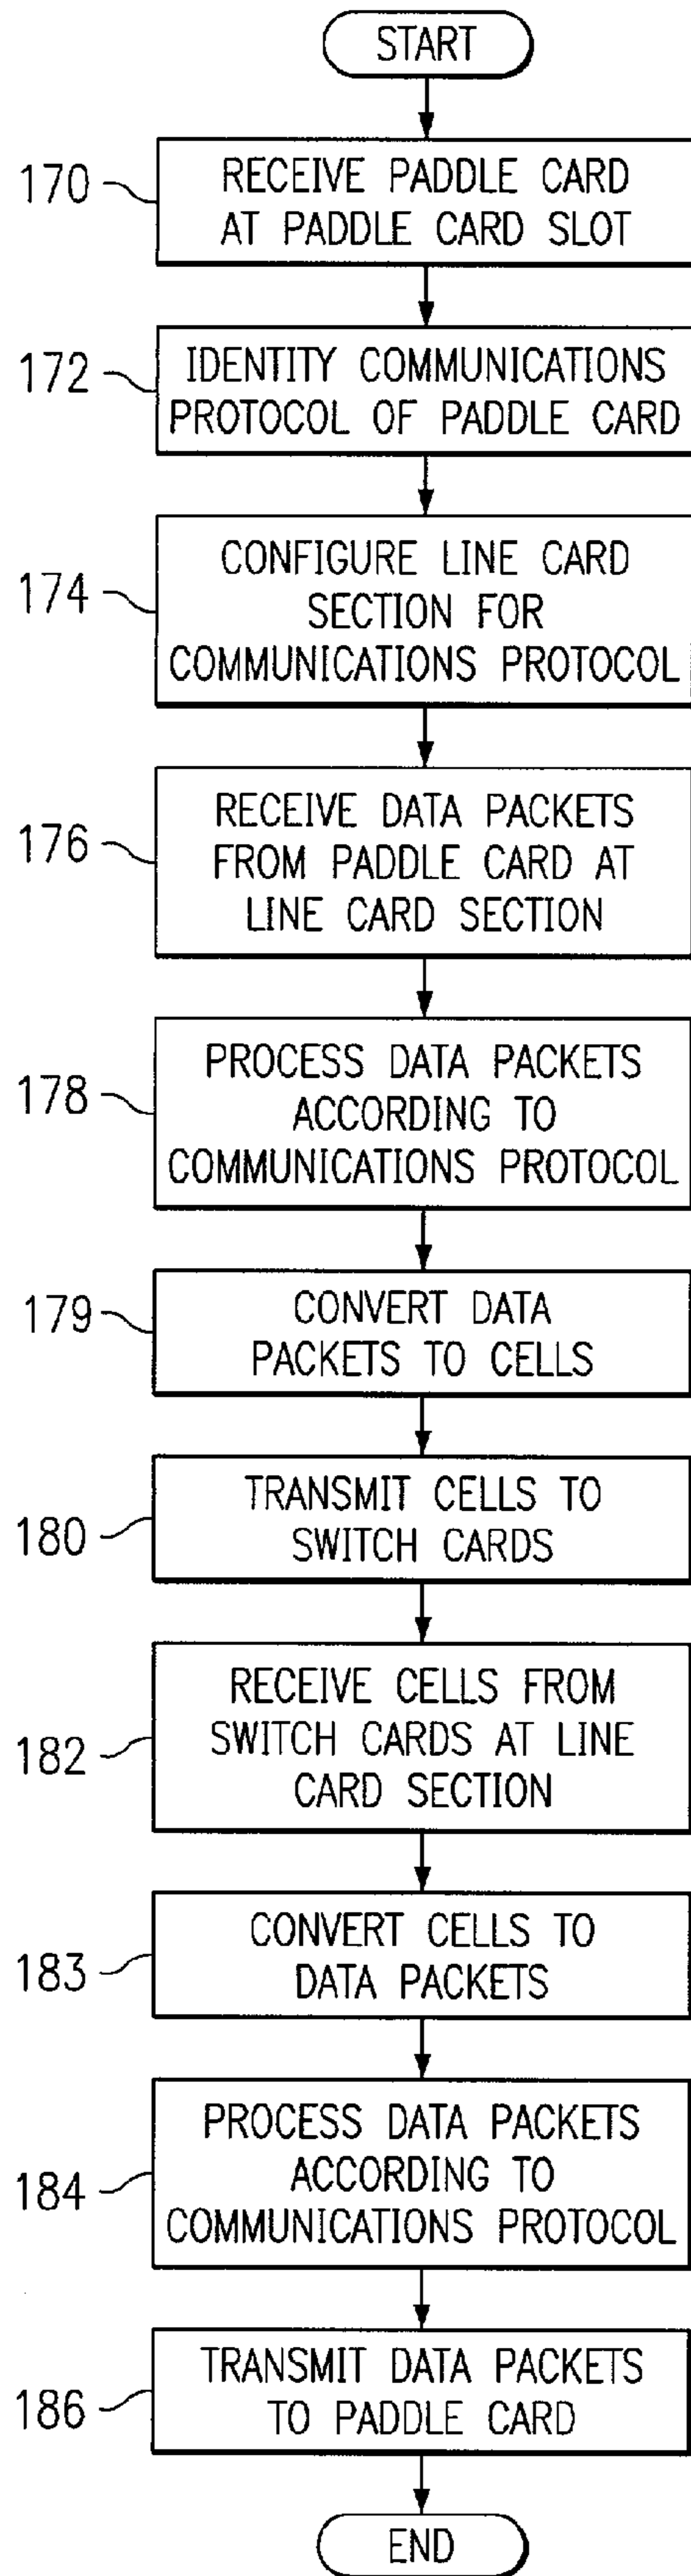 START
170
RECEIVE PADDLE CARD
AT PADDLE CARD SLOT
172
IDENTITY COMMUNICATIONS
PROTOCOL OF PADDLE CARD
174
CONFIGURE LINE CARD
SECTION FOR
COMMUNICATIONS PROTOCOL
176
RECEIVE DATA PACKETS
FROM PADDLE CARD AT
LINE CARD SECTION
178
PROCESS DATA PACKETS
ACCORDING TO
COMMUNICATIONS PROTOCOL
179
CONVERT DATA
PACKETS TO CELLS
180
TRANSMIT CELLS TO
SWITCH CARDS
182
RECEIVE CELLS FROM
SWITCH CARDS AT LINE
CARD SECTION
183
CONVERT CELLS TO
DATA PACKETS
184
PROCESS DATA PACKETS
ACCORDING TO
COMMUNICATIONS PROTOCOL
186
TRANSMIT DATA PACKETS
TO PADDLE CARD
END